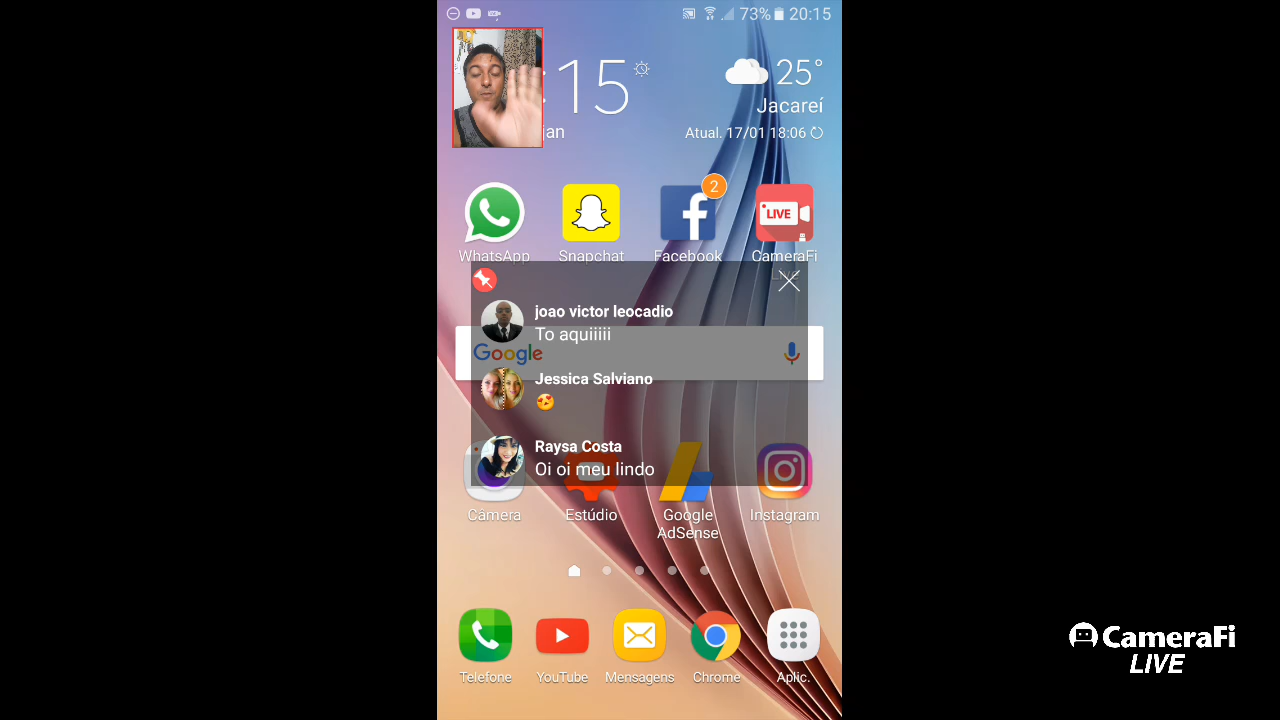 73% 20:15
:15
jan
25°
Jacareí
Atual. 17/01 18:06
2
LIVE
WhatsApp
Snapchat
Facebook
CameraFi
joao victor leocadio
To aquiiiii
Google
Jessica Salviano
Raysa Costa
Oi oi meu lindo
Câmera
Estúdio
Google
AdSense
Instagram
Telefone
YouTube
Mensagens
Chrome
Aplic.
CameraFi
LIVE